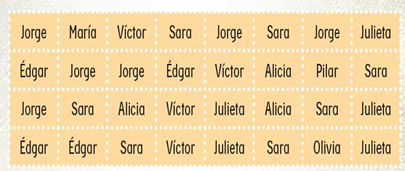 Jorge María Víctor Sara Jorge Sara Jorge Julieta
Édgar Jorge Jorge Édgar Víctor Alicia Pilar Sara
Jorge Sara Alicia Víctor Julieta Alicia Sara Julieta
Édgar Édgar Sara Víctor Julieta Sara Olivia Julieta